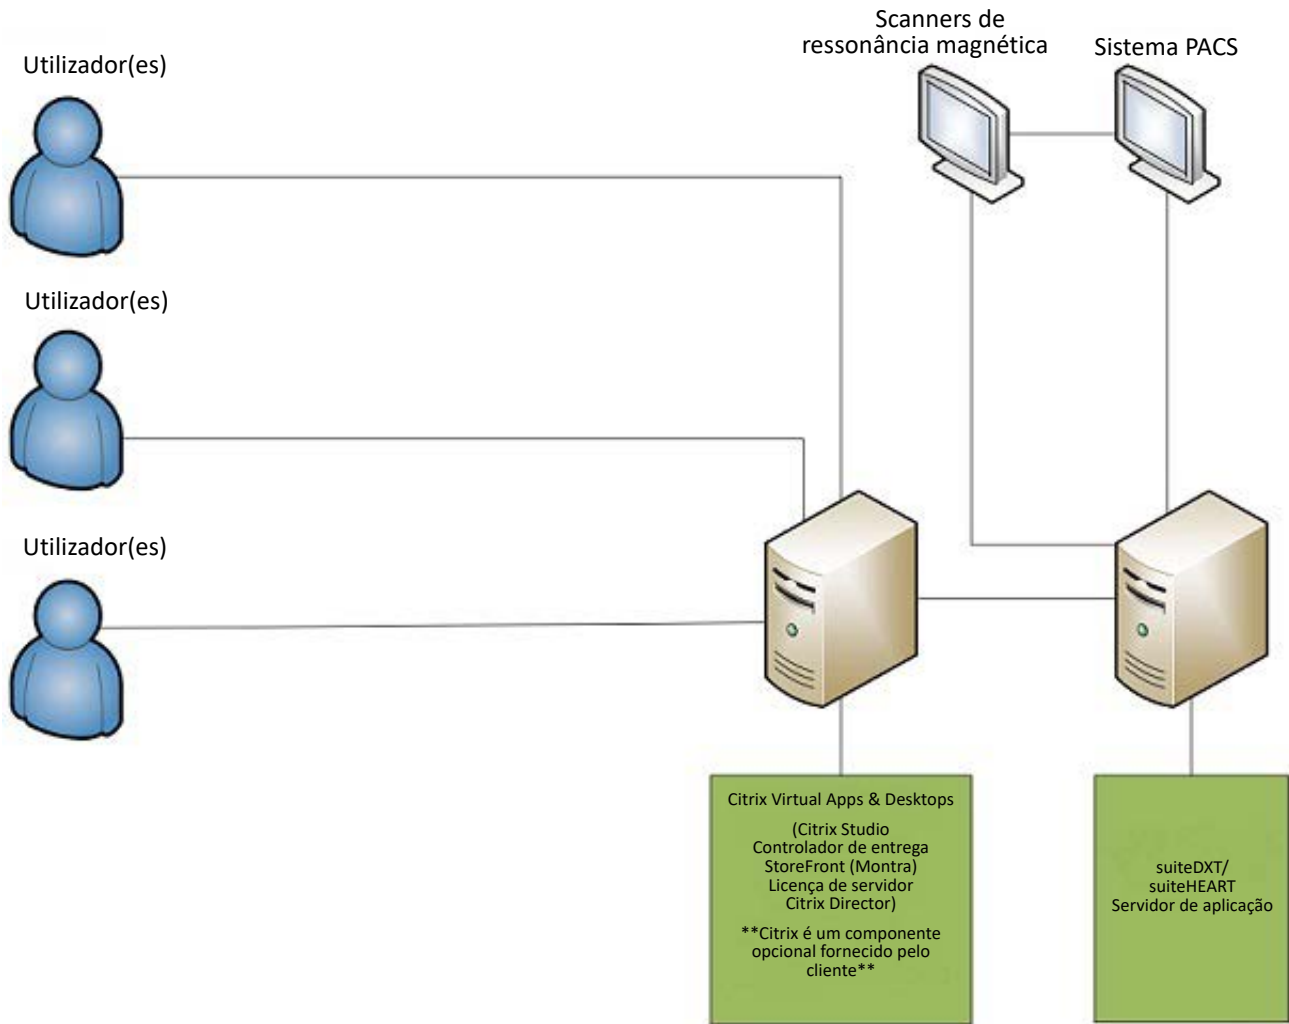 Scanners de
ressonância magnética
Sistema PACS
Utilizador(es)
Utilizador(es)
Utilizador(es)
Citrix Virtual Apps & Desktops
(Citrix Studio
Controlador de entrega
StoreFront (Montra)
Licença de servidor
Citrix Director)
**Citrix é um componente
opcional fornecido pelo
cliente**
suiteDXT/
suiteHEART
Servidor de aplicação